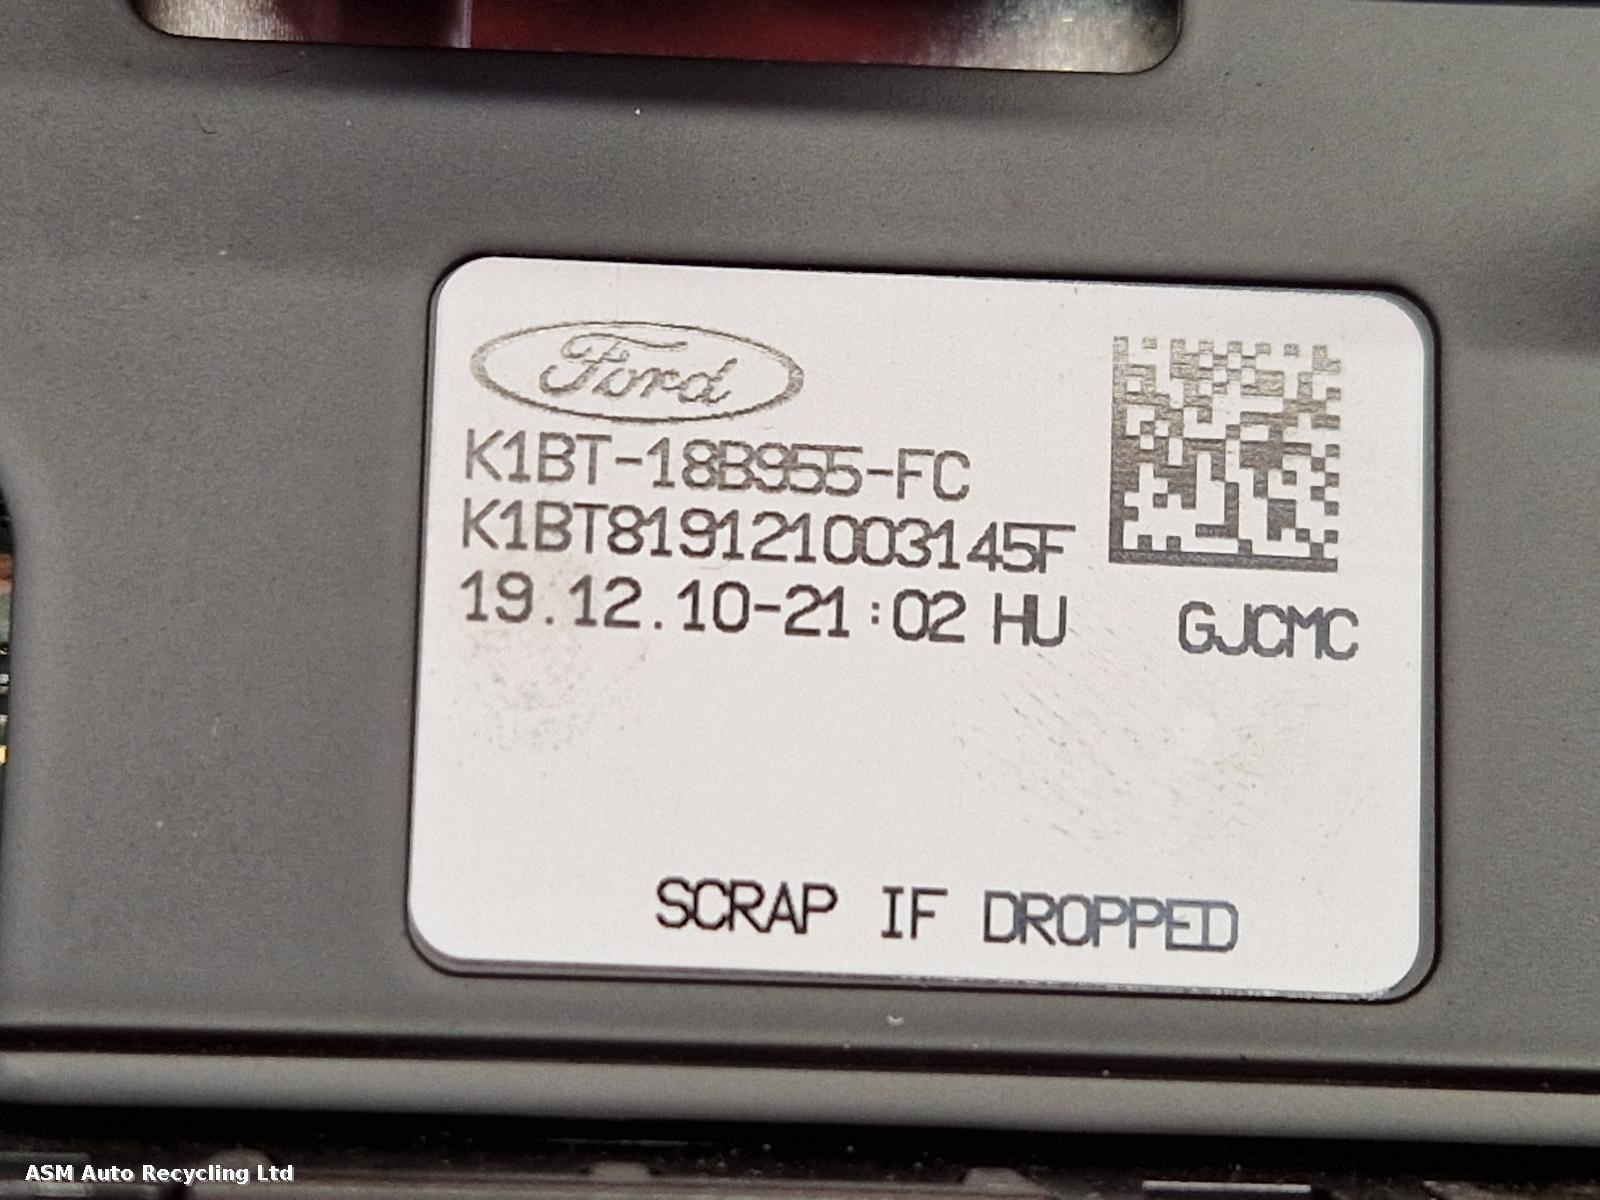 Ford
K1BT-18B955-FC
K1BT819121003145F
19.12.10-21:02 HU GJCMC
SCRAP IF DROPPED
ASM Auto Recycling Ltd